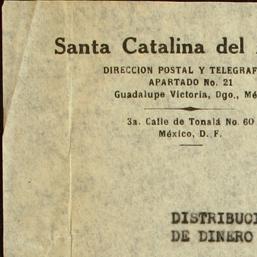 Santa Catalina del
DIRECCION POSTAL Y TELEGRAF
APARTADO No. 21
Guadalupe Victoria, Dgo., Mé
3a. Calle de Tonalá No. 60
México, D. F.
DISTRIBUCI
DE DINERO